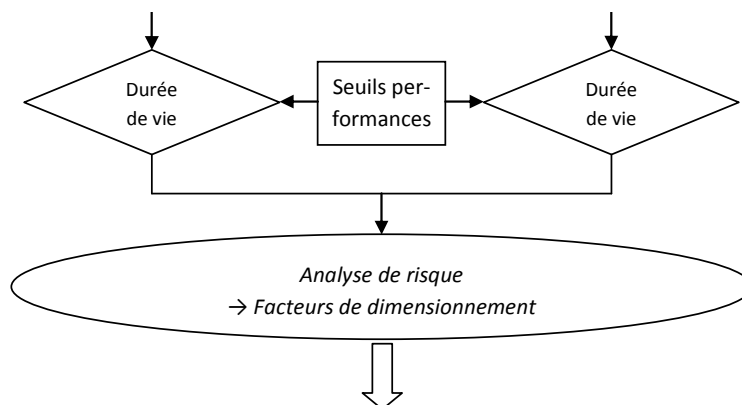 Durée
de vie
Seuils per-
formances
Durée
de vie
Analyse de risque
→ Facteurs de dimensionnement